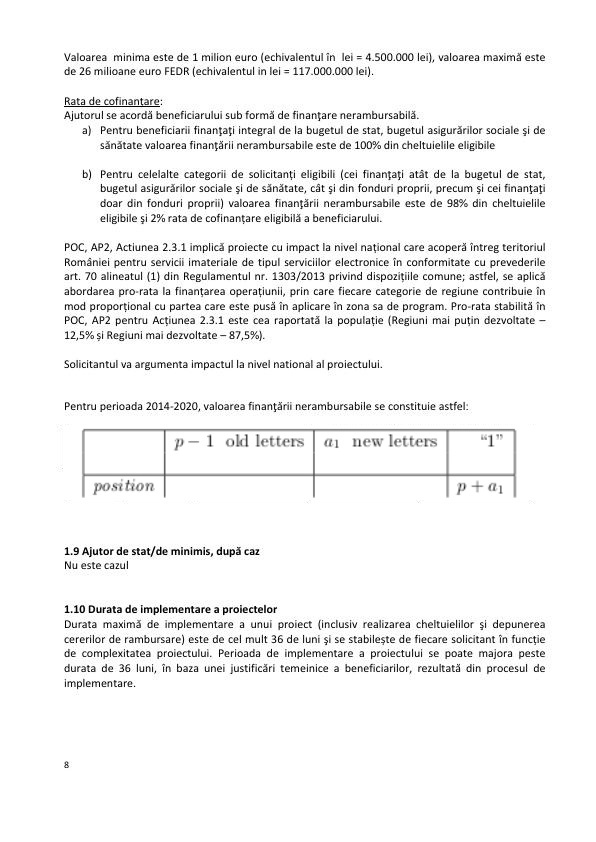 Valoarea  minima este de 1 milion euro (echivalentul în  lei = 4.500.000 lei), valoarea maximă este
de 26 milioane euro FEDR (echivalentul in lei = 117.000.000 lei).
Rata de cofinanțare:
Ajutorul se acordă beneficiarului sub formă de finanţare nerambursabilă.
a) Pentru beneficiarii finanţaţi integral de la bugetul de stat, bugetul asigurărilor sociale şi de
sănătate valoarea finanțării nerambursabile este de 100% din cheltuielile eligibile
b) Pentru celelalte categorii de solicitanți eligibili (cei finanţaţi atât de la bugetul de stat,
bugetul asigurărilor sociale şi de sănătate, cât şi din fonduri proprii, precum şi cei finanţaţi
doar din fonduri proprii) valoarea finanţării nerambursabile este de 98% din cheltuielile
eligibile şi 2% rata de cofinanțare eligibilă a beneficiarului.
POC, AP2, Actiunea 2.3.1 implică proiecte cu impact la nivel național care acoperă întreg teritoriul
României pentru servicii imateriale de tipul serviciilor electronice în conformitate cu prevederile
art. 70 alineatul (1) din Regulamentul nr. 1303/2013 privind dispozițiile comune; astfel, se aplică
abordarea pro-rata la finanțarea operațiunii, prin care fiecare categorie de regiune contribuie în
mod proporțional cu partea care este pusă în aplicare în zona sa de program. Pro-rata stabilită în
POC, AP2 pentru Acțiunea 2.3.1 este cea raportată la populație (Regiuni mai puțin dezvoltate –
12,5% și Regiuni mai dezvoltate – 87,5%).
Solicitantul va argumenta impactul la nivel national al proiectului.
Pentru perioada 2014-2020, valoarea finanţării nerambursabile se constituie astfel:
p − 1 old letters a₁ new letters “1”
position p + a₁
1.9 Ajutor de stat/de minimis, după caz
Nu este cazul
1.10 Durata de implementare a proiectelor
Durata maximă de implementare a unui proiect (inclusiv realizarea cheltuielilor şi depunerea
cererilor de rambursare) este de cel mult 36 de luni şi se stabilește de fiecare solicitant în funcție
de complexitatea proiectului. Perioada de implementare a proiectului se poate majora peste
durata de 36 luni, în baza unei justificări temeinice a beneficiarilor, rezultată din procesul de
implementare.
8